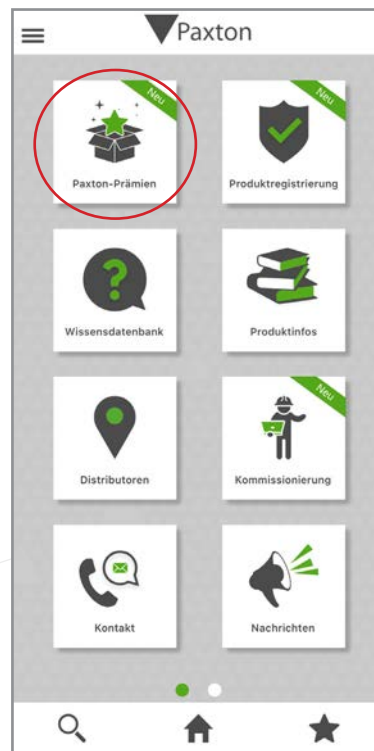 Paxton
Neu
Neu
Paxton-Prämien
Produktregistrierung
?
Wissensdatenbank
Produktinfos
Neu
Distributoren
Kommissionierung
Kontakt
Nachrichten